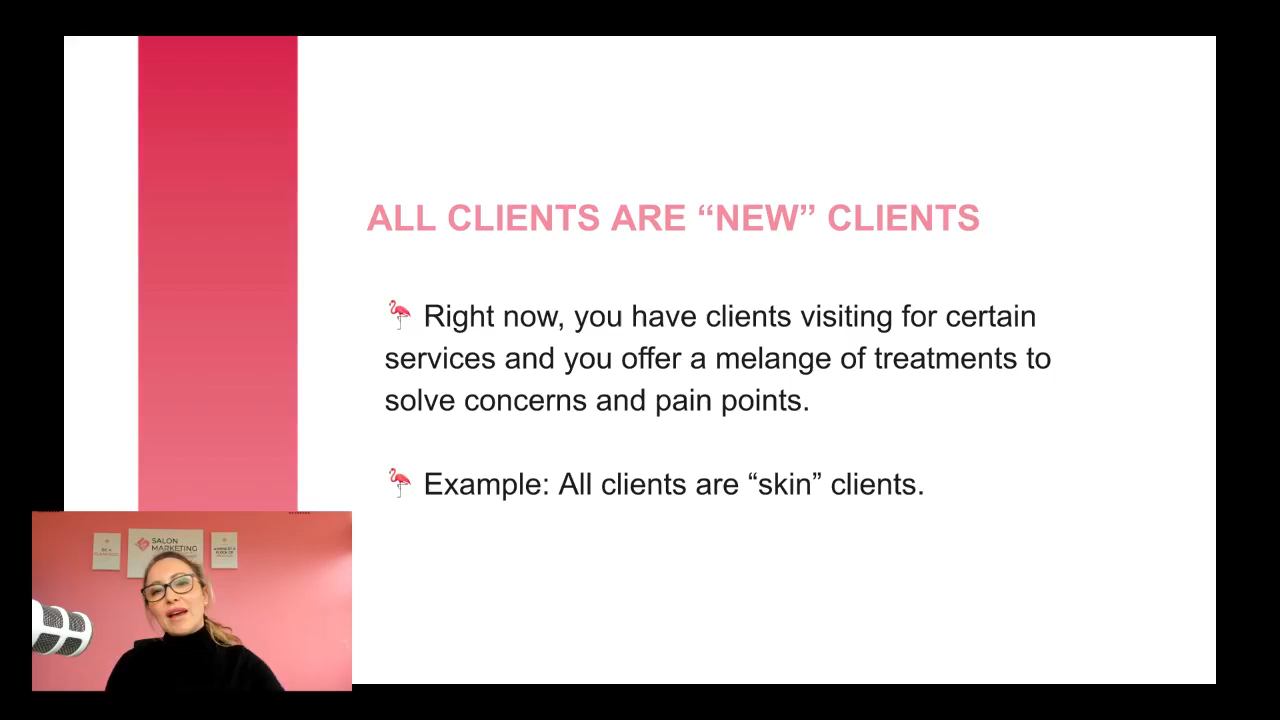 ALL CLIENTS ARE “NEW” CLIENTS
🦩 Right now, you have clients visiting for certain
services and you offer a melange of treatments to
solve concerns and pain points.
🦩 Example: All clients are “skin” clients.
SALON
MARKETING